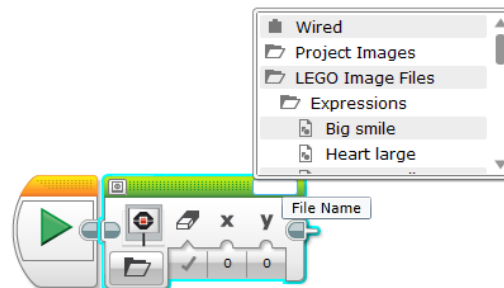 Wired
Project Images
LEGO Image Files
Expressions
Big smile
Heart large
File Name
x y
0 0